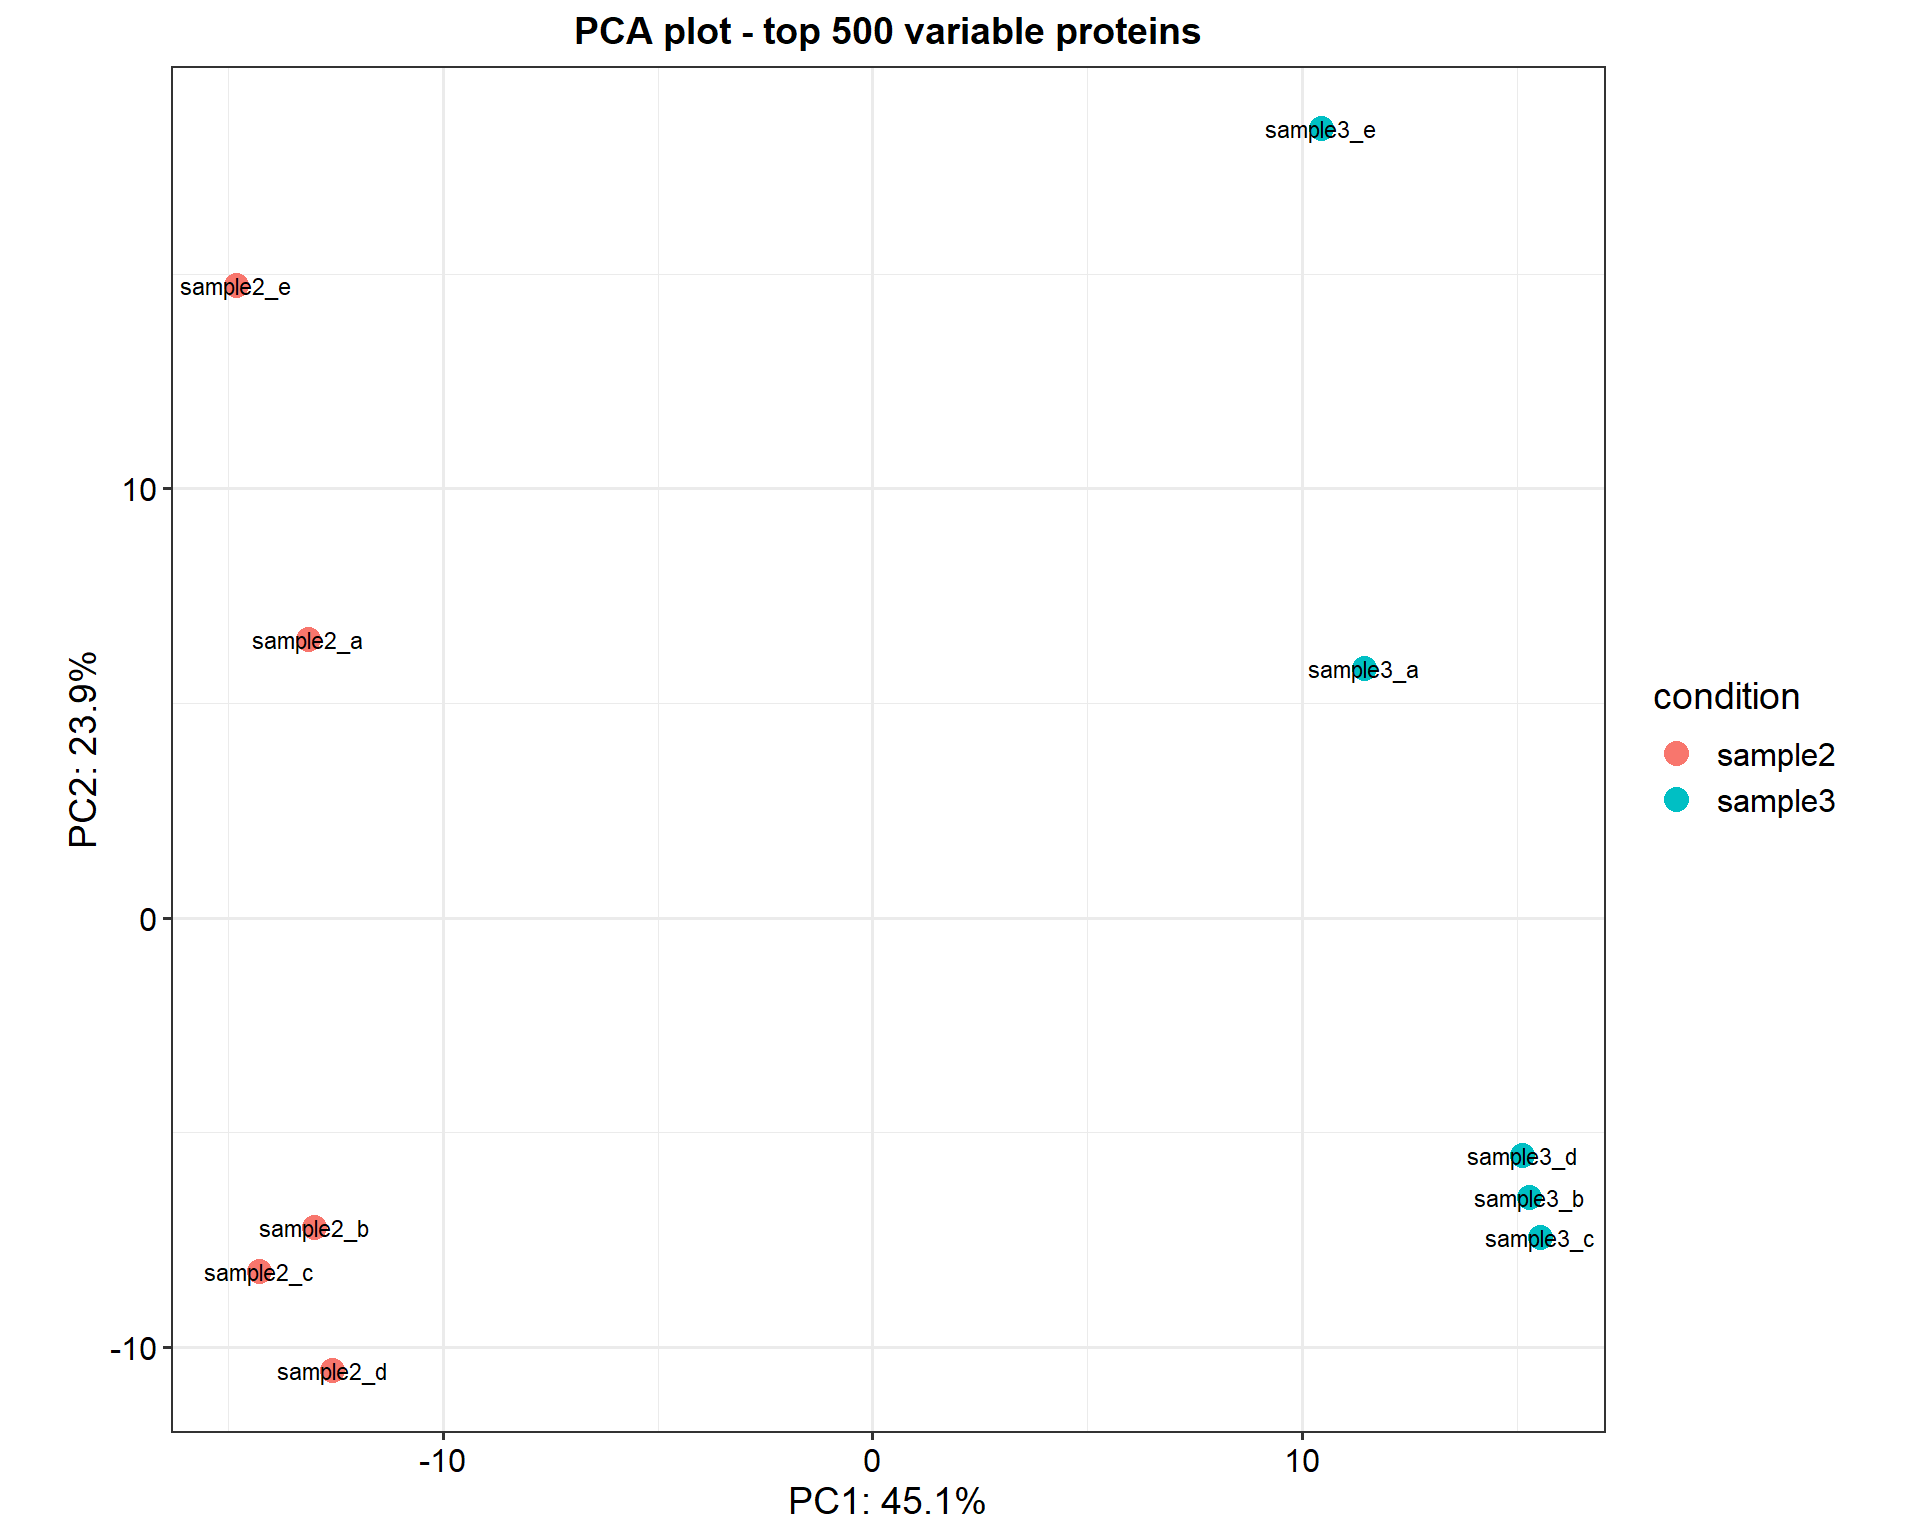 PCA plot - top 500 variable proteins
sample3_e
sample2_e
10
sample2_a
sample3_a
PC2: 23.9%
condition
sample2
sample3
0
sample3_d
sample3_b
sample2_b
sample3_c
sample2_c
-10
sample2_d
-10
0
10
PC1: 45.1%